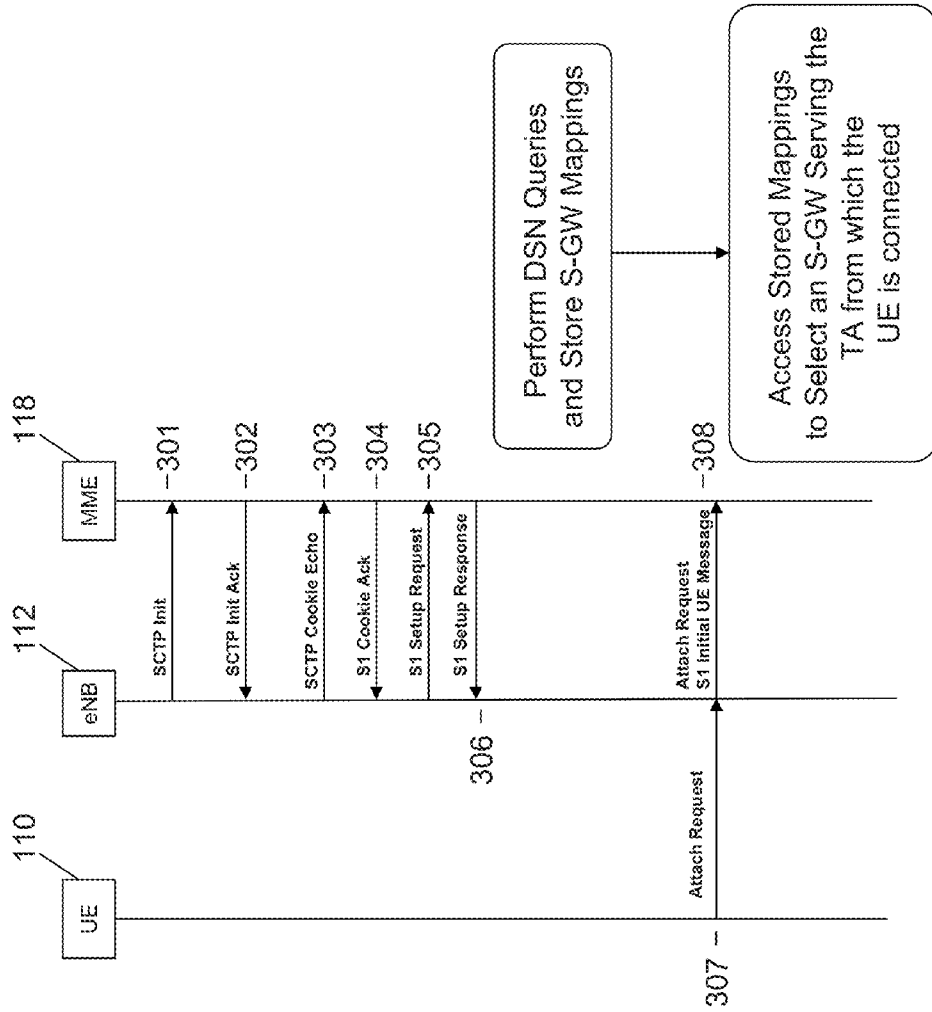 110
112
118
UE
eNB
MME
SCTP Init
301
SCTP Init Ack
302
SCTP Cookie Echo
303
S1 Cookie Ack
304
S1 Setup Request
305
S1 Setup Response
306
Perform DSN Queries
and Store S-GW Mappings
307
Attach Request
Attach Request
S1 Initial UE Message
308
Access Stored Mappings
to Select an S-GW Serving the
TA from which the
UE is connected